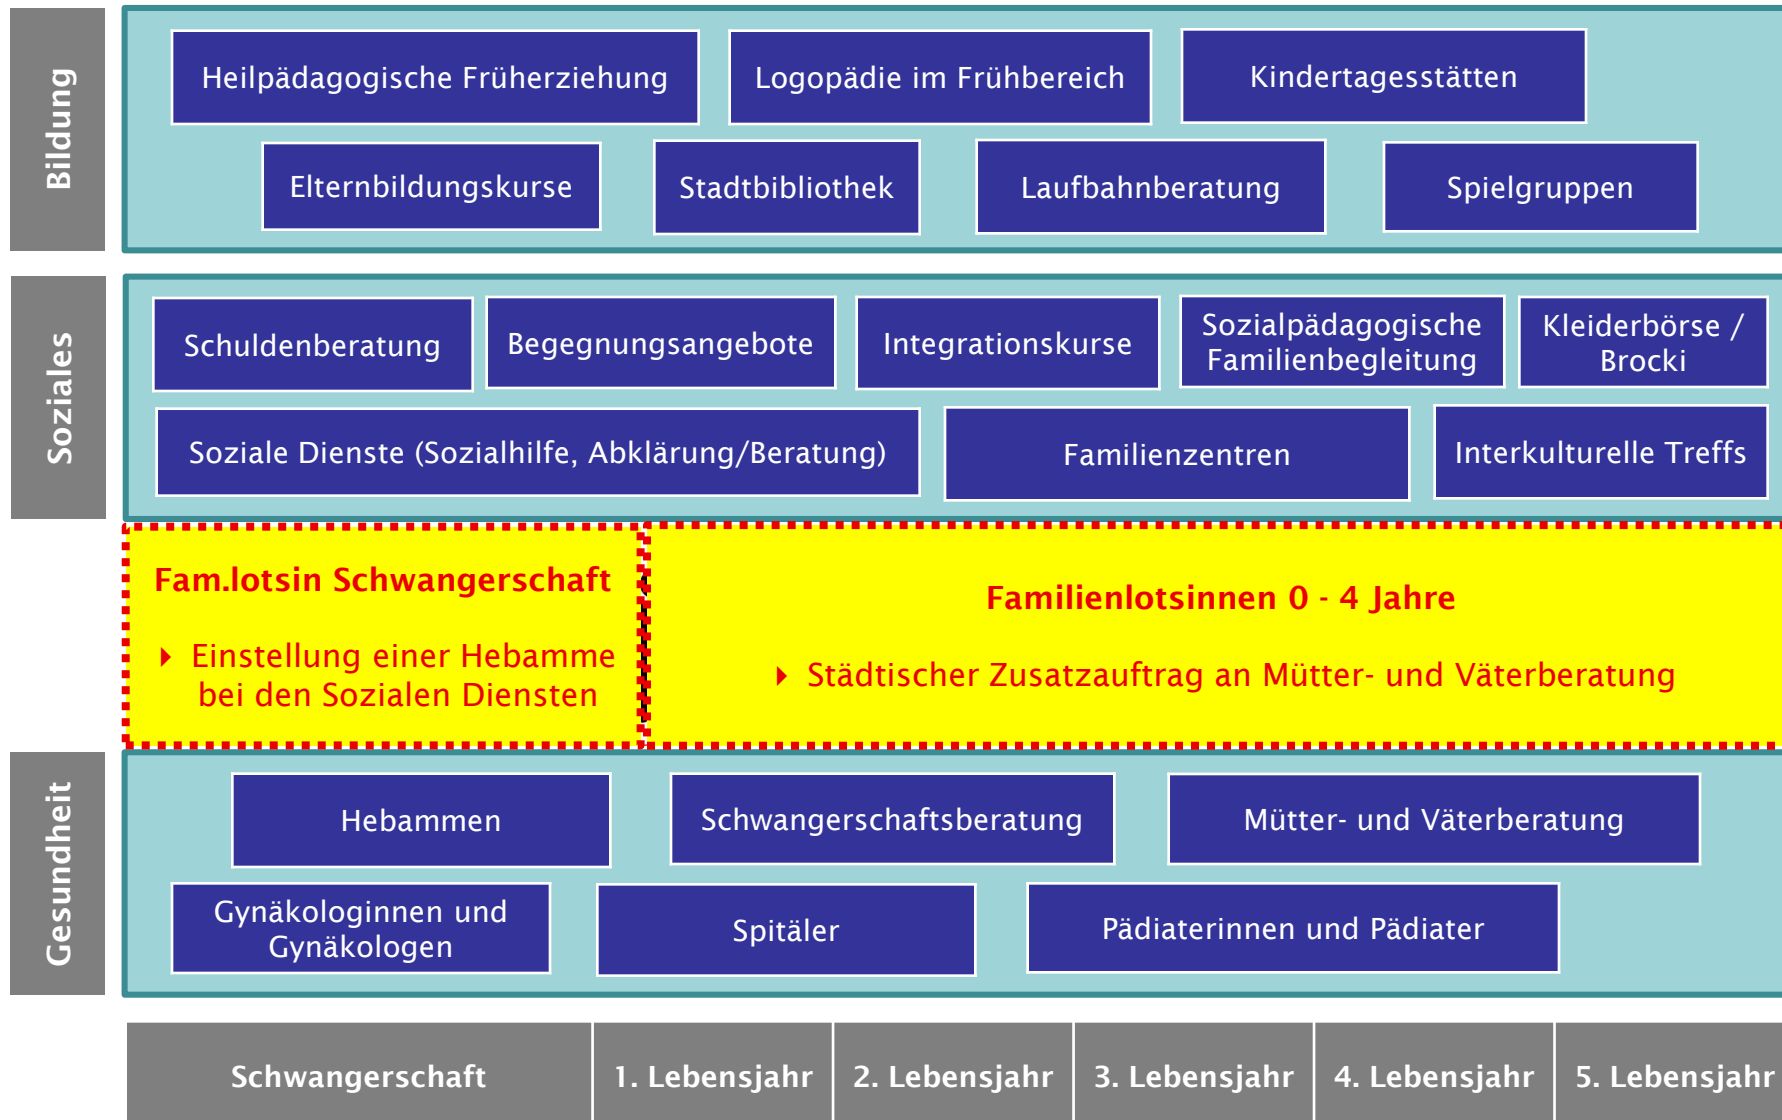 Bildung
Heilpädagogische Früherziehung
Logopädie im Frühbereich
Kindertagesstätten
Elternbildungskurse
Stadtbibliothek
Laufbahnberatung
Spielgruppen
Soziales
Schuldenberatung
Begegnungsangebote
Integrationskurse
Sozialpädagogische
Familienbegleitung
Kleiderbörse /
Brocki
Soziale Dienste (Sozialhilfe, Abklärung/Beratung)
Familienzentren
Interkulturelle Treffs
Fam.lotsin Schwangerschaft
‣ Einstellung einer Hebamme
bei den Sozialen Diensten
Familienlotsinnen 0 - 4 Jahre
‣ Städtischer Zusatzauftrag an Mütter- und Väterberatung
Gesundheit
Hebammen
Schwangerschaftsberatung
Mütter- und Väterberatung
Gynäkologinnen und
Gynäkologen
Spitäler
Pädiaterinnen und Pädiater
Schwangerschaft
1. Lebensjahr
2. Lebensjahr
3. Lebensjahr
4. Lebensjahr
5. Lebensjahr